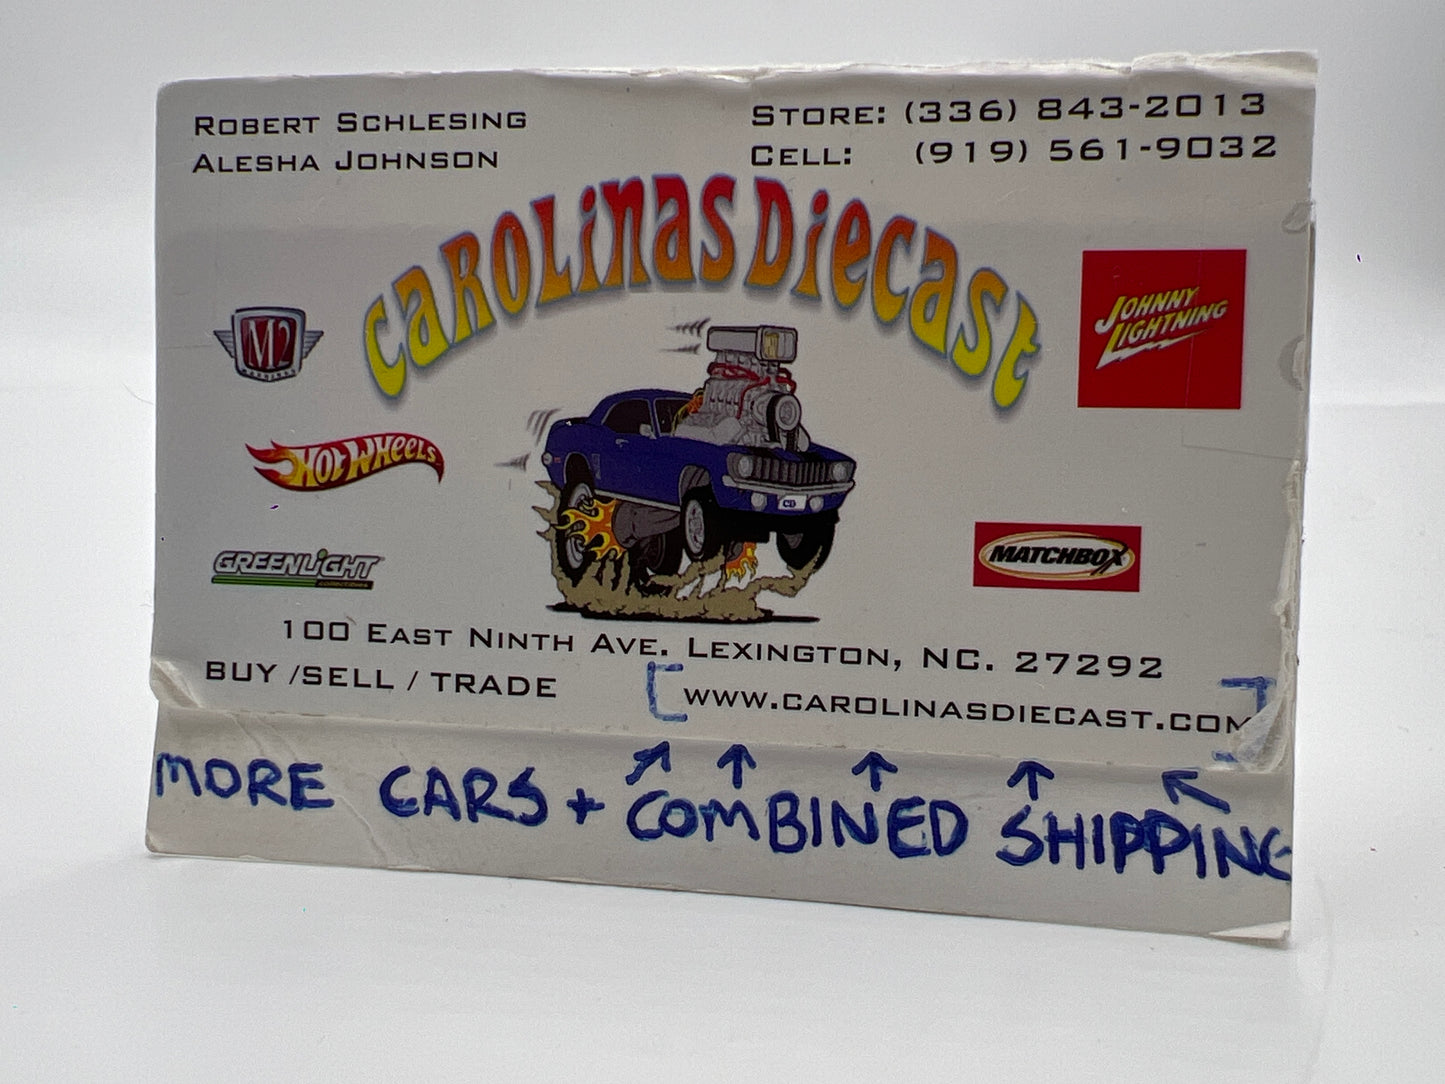 ROBERT SCHLESING
ALESHA JOHNSON
STORE: (336) 843-2013
CELL: (919) 561-9032
CAROLiNAS DiECAST
M2
JOHNNY
LIGHTNING
HOT WHEELS
GREENLiGHT
MATCHBOX
CD
100 EAST NINTH AVE. LEXINGTON, NC. 27292
BUY /SELL / TRADE
WWW.CAROLINASDIECAST.COM
MORE CARS + COMBINED SHIPPING